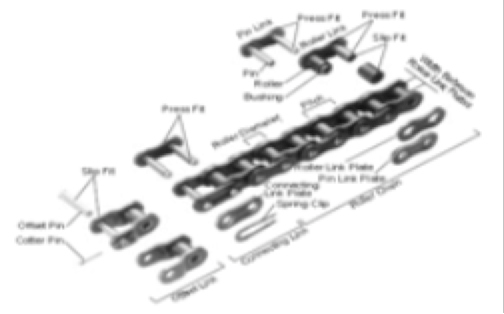 Pin Link
Press Fit
Press Fit
Roller Link
Slip Fit
Pin
Roller
Bushing
Width Between
Roller Link Plates
Pitch
Press Fit
Roller Diameter
Slip Fit
Roller Link Plate
Pin Link Plate
Connecting
Link Plate
Spring Clip
Roller Chain
Offset Pin
Cotter Pin
Connecting Link
Offset Link